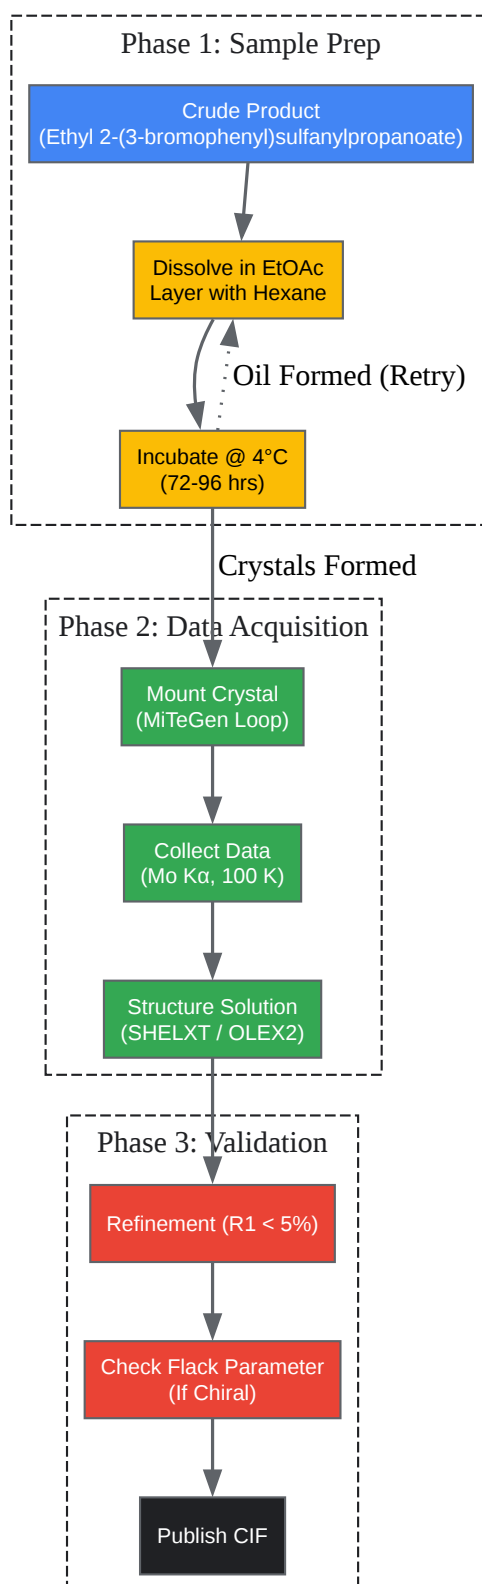 Phase 1: Sample Prep
Crude Product
(Ethyl 2-(3-bromophenyl)sulfanylpropanoate)
Dissolve in EtOAc
Layer with Hexane
Oil Formed (Retry)
Incubate @ 4°C
(72-96 hrs)
Crystals Formed
Phase 2: Data Acquisition
Mount Crystal
(MiTeGen Loop)
Collect Data
(Mo Kα, 100 K)
Structure Solution
(SHELXT / OLEX2)
Phase 3: Validation
Refinement (R1 < 5%)
Check Flack Parameter
(If Chiral)
Publish CIF